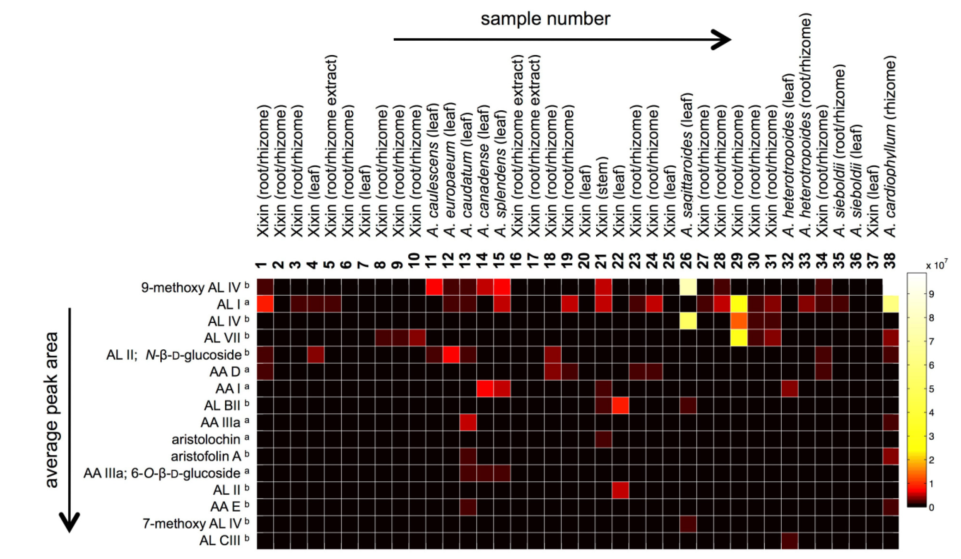 sample number
Xixin (root/rhizome)
Xixin (root/rhizome)
Xixin (root/rhizome)
Xixin (leaf)
Xixin (root/rhizome extract)
Xixin (root/rhizome)
Xixin (leaf)
Xixin (root/rhizome)
Xixin (root/rhizome)
Xixin (root/rhizome)
A. caulescens (leaf)
A. europaeum (leaf)
A. caudatum (leaf)
A. canadense (leaf)
A. splendens (leaf)
Xixin (root/rhizome extract)
Xixin (root/rhizome extract)
Xixin (root/rhizome)
Xixin (root/rhizome)
Xixin (leaf)
Xixin (stem)
Xixin (leaf)
Xixin (root/rhizome)
Xixin (root/rhizome)
Xixin (leaf)
A. sagittaroides (leaf)
Xixin (root/rhizome)
Xixin (root/rhizome)
Xixin (root/rhizome)
Xixin (root/rhizome)
Xixin (root/rhizome)
A. heterotropoides (leaf)
A. heterotropoides (root/rhizome)
Xixin (root/rhizome)
A. sieboldii (root/rhizome)
A. sieboldii (leaf)
Xixin (leaf)
A. cardiophyllum (rhizome)
1 2 3 4 5 6 7 8 9 10 11 12 13 14 15 16 17 18 19 20 21 22 23 24 25 26 27 28 29 30 31 32 33 34 35 36 37 38
average peak area
9-methoxy AL IV b
AL I a
AL IV b
AL VII b
AL II; N-β-D-glucoside b
AA D a
AA I a
AL BII b
AA IIIa a
aristolochin a
aristofolin A b
AA IIIa; 6-O-β-D-glucoside a
AL II b
AA E b
7-methoxy AL IV b
AL CIII b
x 10⁷
9
8
7
6
5
4
3
2
1
0